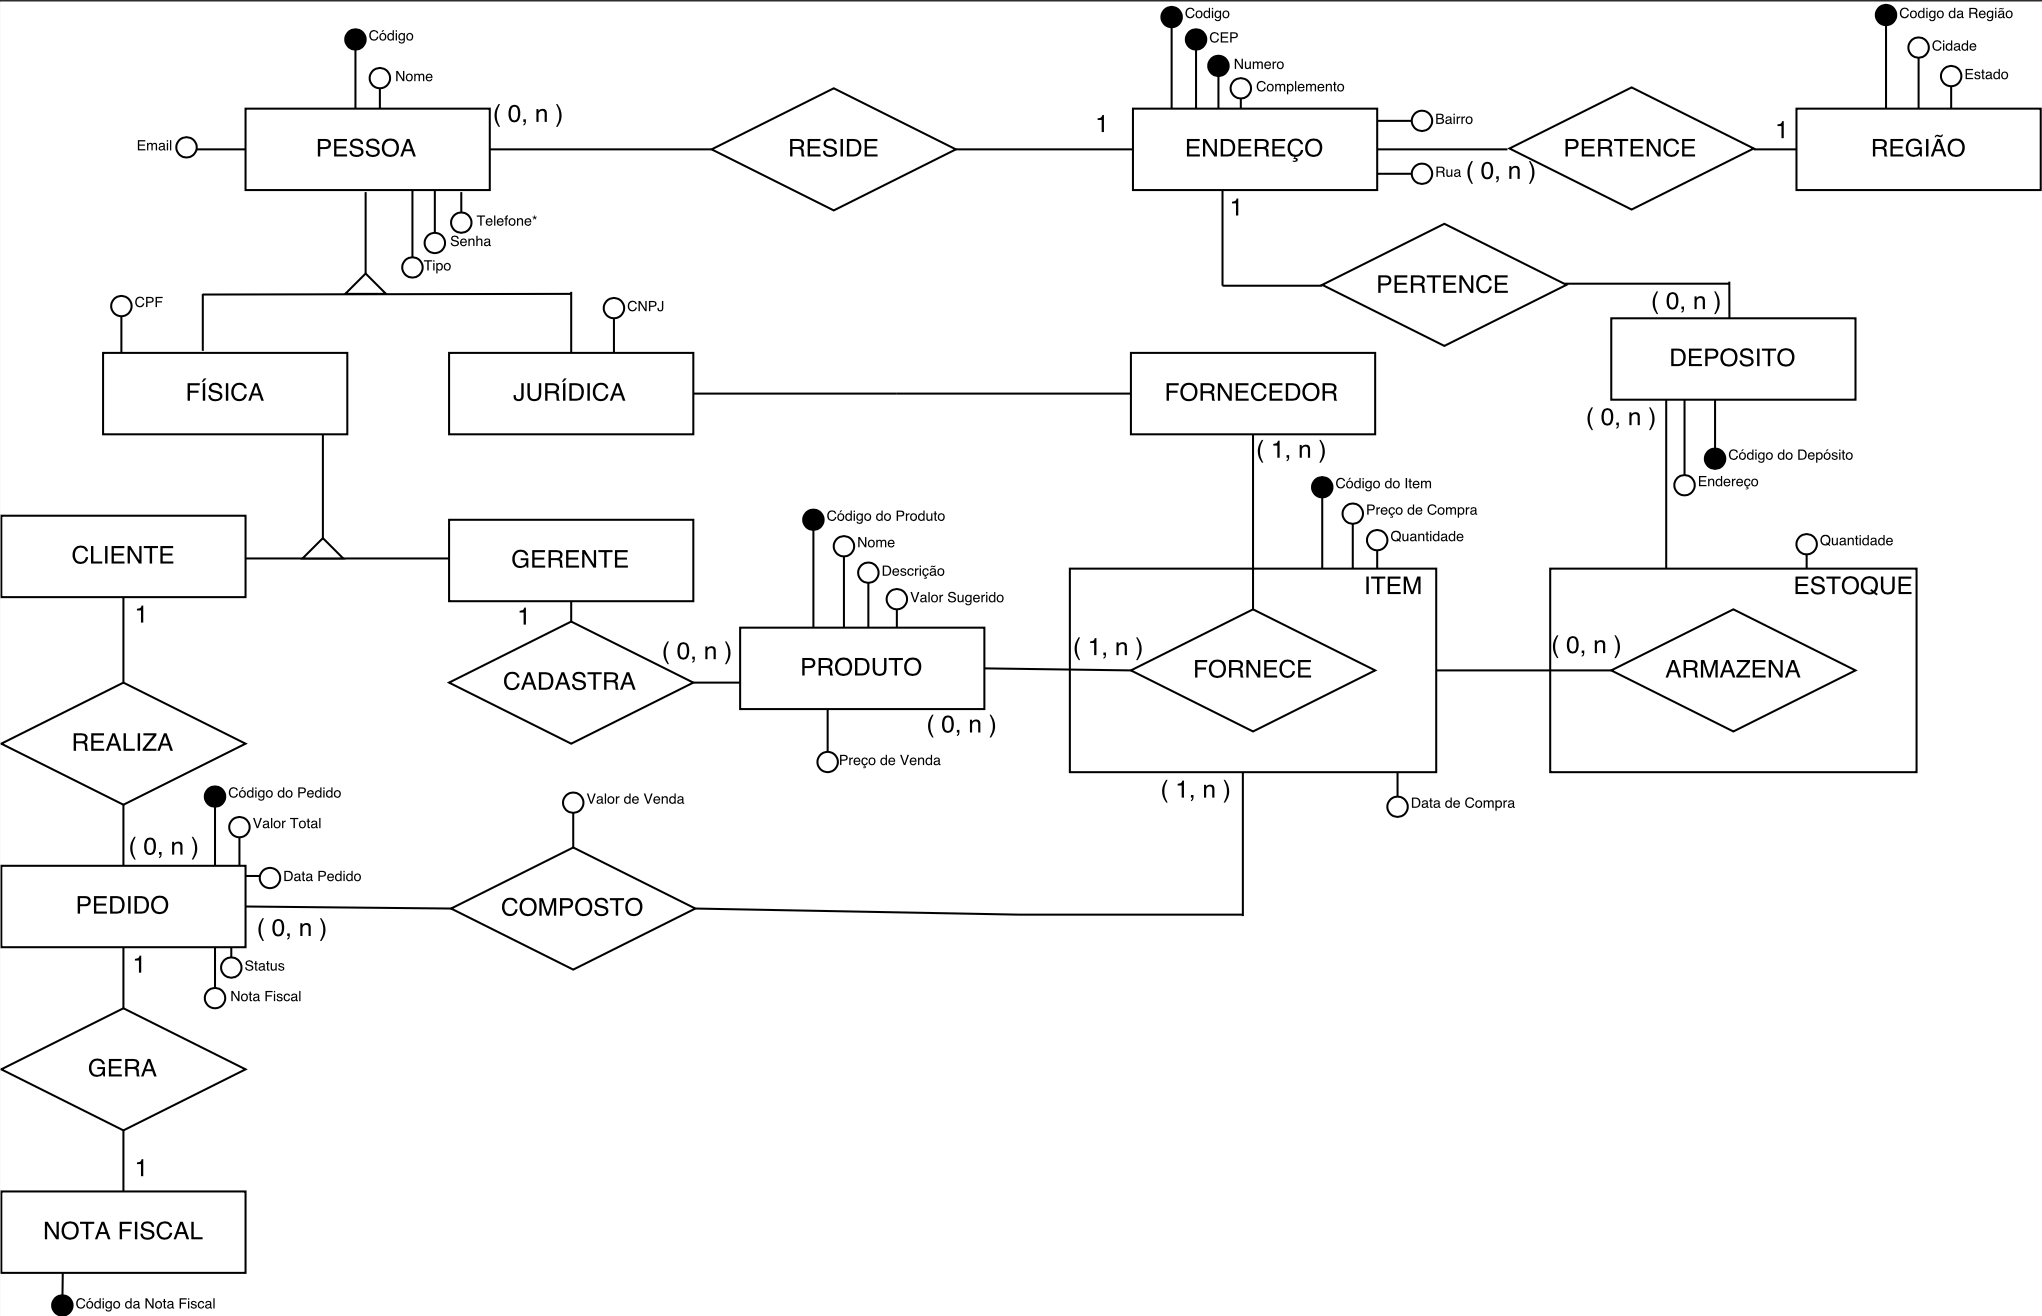 Código
Nome
Email
PESSOA
( 0, n )
Telefone*
Senha
Tipo
RESIDE
1
Codigo
CEP
Numero
Complemento
ENDEREÇO
Bairro
Rua
( 0, n )
1
PERTENCE
1
Codigo da Região
Cidade
Estado
REGIÃO
PERTENCE
( 0, n )
DEPOSITO
( 0, n )
Código do Depósito
Endereço
CPF
FÍSICA
CNPJ
JURÍDICA
FORNECEDOR
( 1, n )
CLIENTE
1
GERENTE
1
CADASTRA
( 0, n )
Código do Produto
Nome
Descrição
Valor Sugerido
PRODUTO
( 0, n )
Preço de Venda
Código do Item
Preço de Compra
Quantidade
ITEM
( 1, n )
FORNECE
( 1, n )
Data de Compra
Quantidade
ESTOQUE
( 0, n )
ARMAZENA
REALIZA
( 0, n )
Código do Pedido
Valor Total
Data Pedido
PEDIDO
( 0, n )
1
Status
Nota Fiscal
Valor de Venda
COMPOSTO
GERA
1
NOTA FISCAL
Código da Nota Fiscal